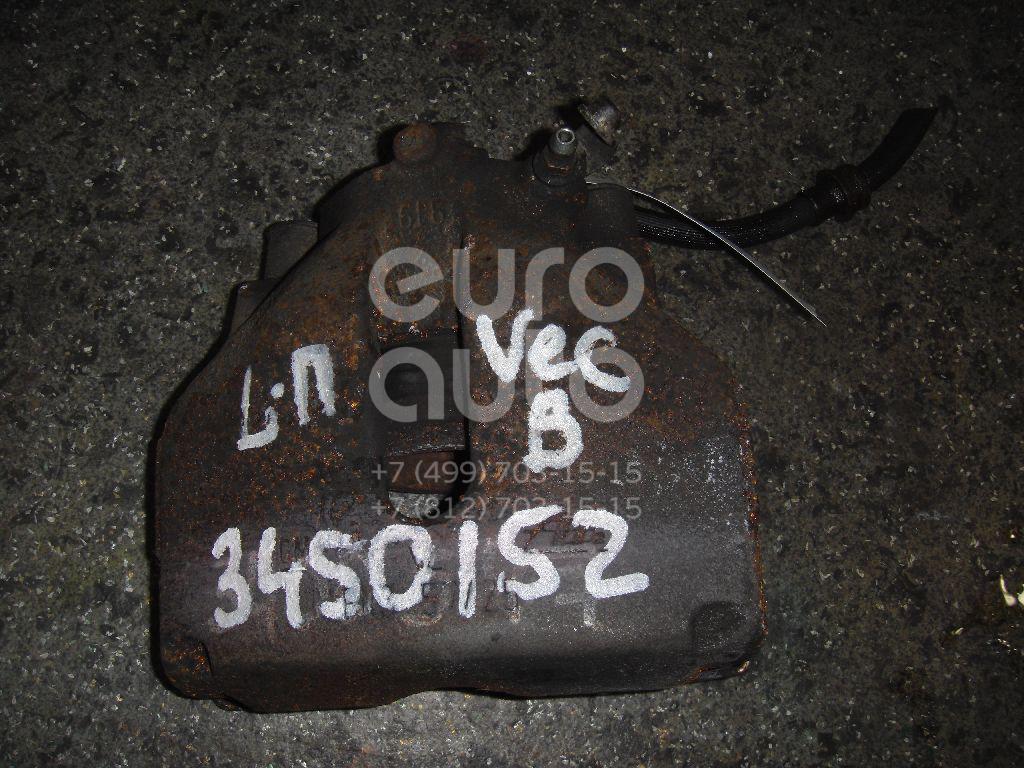 euro
auto
+7 (499) 703-15-15
+7 (812) 703-15-15
Vec
B
3450152